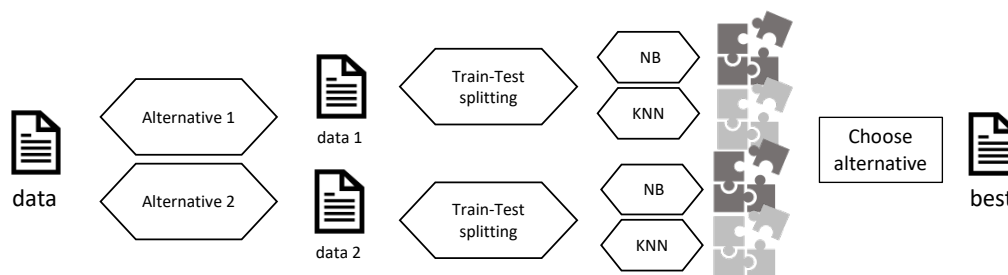 data
Alternative 1
Alternative 2
data 1
data 2
Train-Test
splitting
Train-Test
splitting
NB
KNN
NB
KNN
Choose
alternative
best